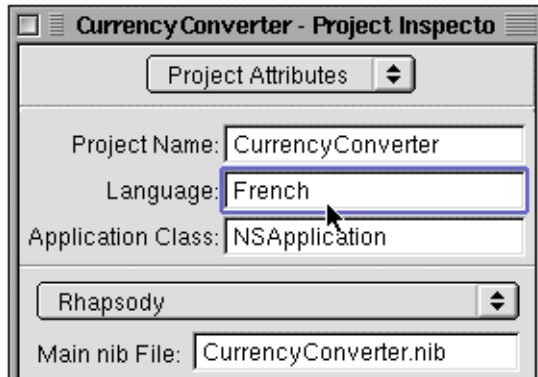 CurrencyConverter - Project Inspecto
Project Attributes
Project Name: CurrencyConverter
Language: French
Application Class: NSApplication
Rhapsody
Main nib File: CurrencyConverter.nib